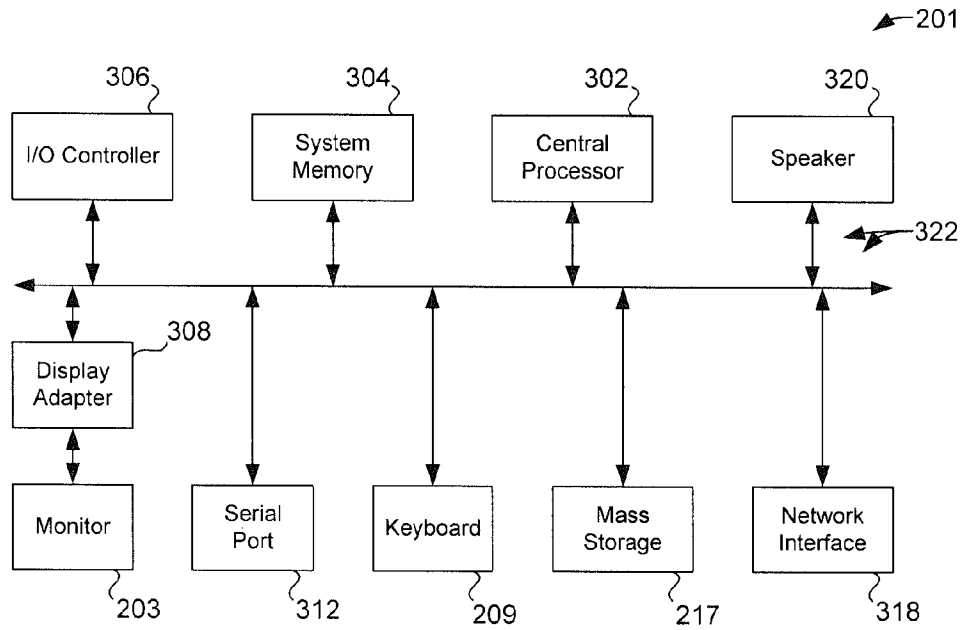 201
306
304
302
320
I/O Controller
System
Memory
Central
Processor
Speaker
322
308
Display
Adapter
Monitor
Serial
Port
Keyboard
Mass
Storage
Network
Interface
203
312
209
217
318